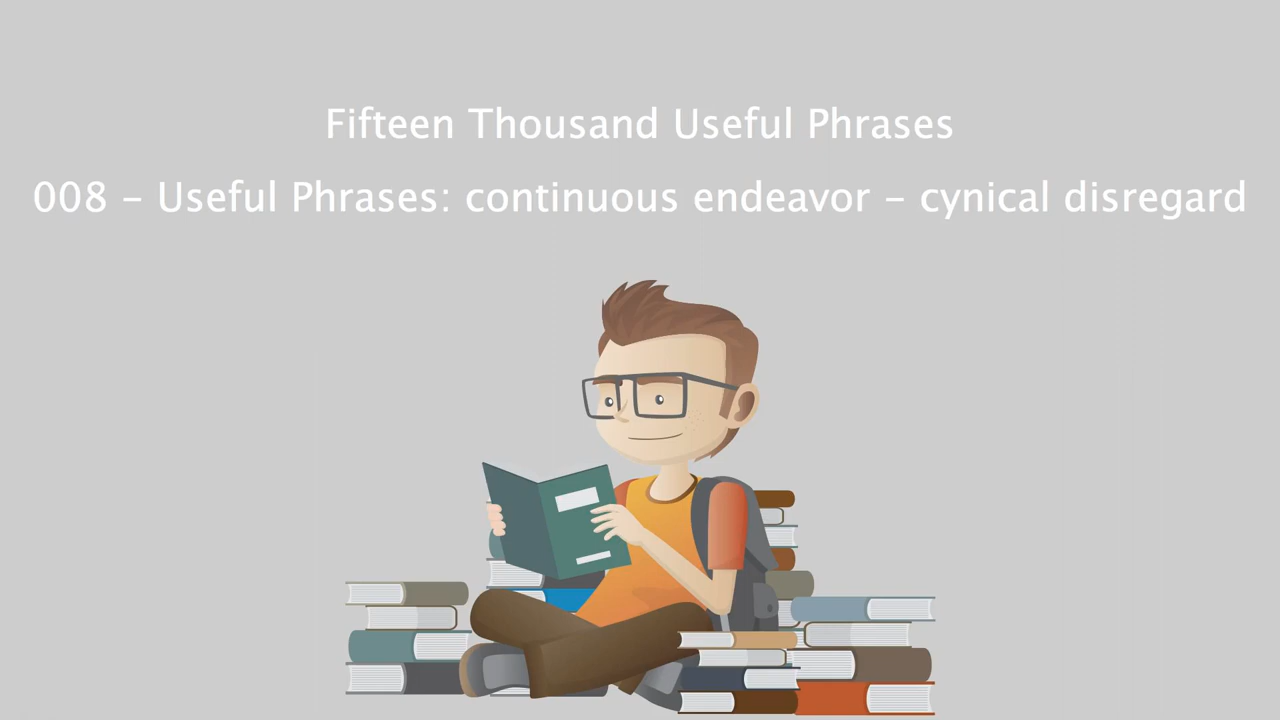 Fifteen Thousand Useful Phrases
008 – Useful Phrases: continuous endeavor – cynical disregard